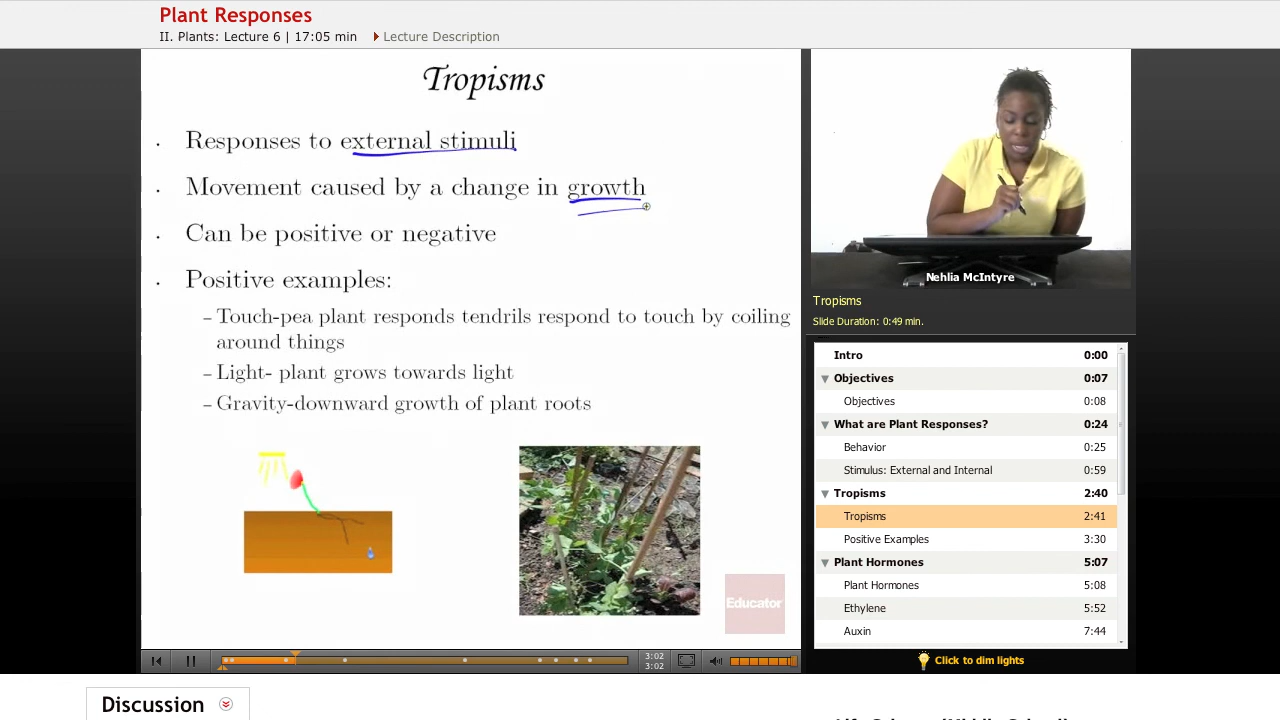 Plant Responses
II. Plants: Lecture 6 | 17:05 min
Lecture Description
Tropisms
Responses to external stimuli
Movement caused by a change in growth
Can be positive or negative
Positive examples:
– Touch-pea plant responds tendrils respond to touch by coiling
around things
– Light- plant grows towards light
– Gravity-downward growth of plant roots
Educator
3:02
3:02
Nehlia McIntyre
Tropisms
Slide Duration: 0:49 min.
Intro 0:00
Objectives 0:07
Objectives 0:08
What are Plant Responses? 0:24
Behavior 0:25
Stimulus: External and Internal 0:59
Tropisms 2:40
Tropisms 2:41
Positive Examples 3:30
Plant Hormones 5:07
Plant Hormones 5:08
Ethylene 5:52
Auxin 7:44
Click to dim lights
Discussion